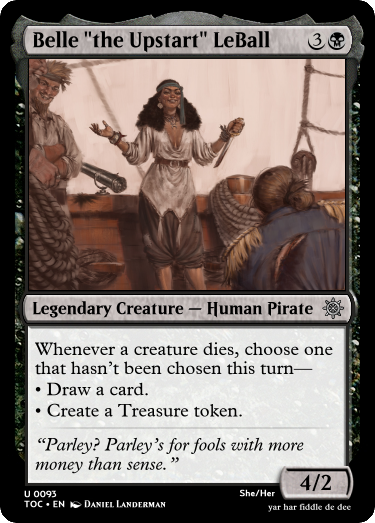 Belle "the Upstart" LeBall 3
Legendary Creature — Human Pirate
Whenever a creature dies, choose one
that hasn't been chosen this turn—
• Draw a card.
• Create a Treasure token.
“Parley? Parley's for fools with more
money than sense.”
4/2
U 0093
She/Her
TOC • EN Daniel Landerman
yar har fiddle de dee